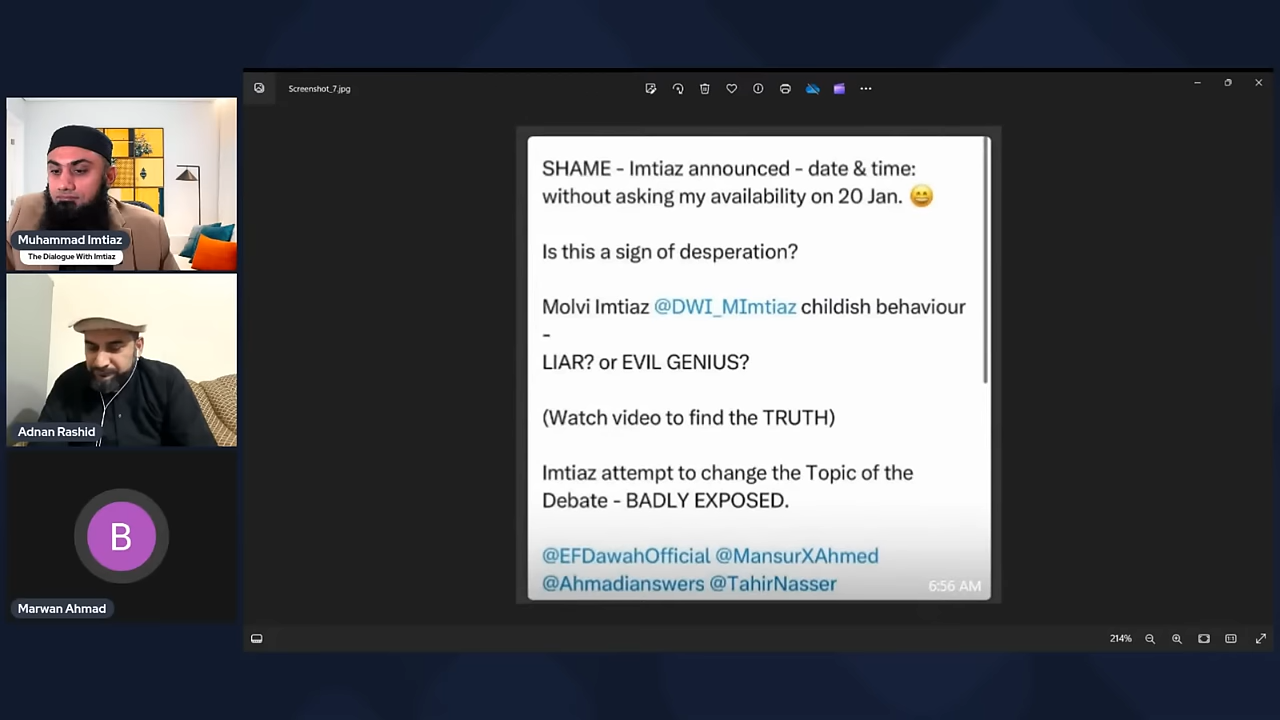 Screenshot_7.jpg
Muhammad Imtiaz
The Dialogue With Imtiaz
Adnan Rashid
B
Marwan Ahmad
SHAME - Imtiaz announced - date & time:
without asking my availability on 20 Jan. 😄
Is this a sign of desperation?
Molvi Imtiaz @DWI_MImtiaz childish behaviour
-
LIAR? or EVIL GENIUS?
(Watch video to find the TRUTH)
Imtiaz attempt to change the Topic of the
Debate - BADLY EXPOSED.
@EFDawahOfficial @MansurXAhmed
@Ahmadianswers @TahirNasser
6:56 AM
214%